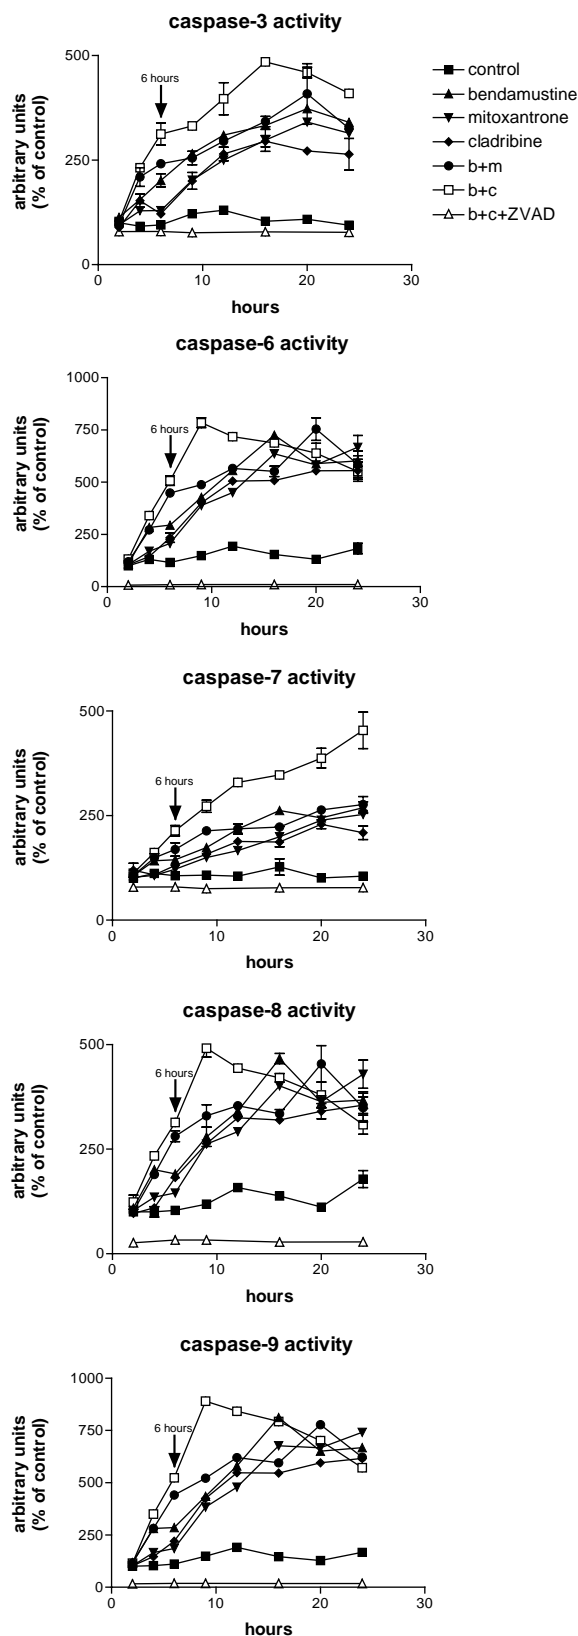 caspase-3 activity
500
250
0
0
10
20
30
hours
arbitrary units
(% of control)
6 hours
control
bendamustine
mitoxantrone
cladribine
b+m
b+c
b+c+ZVAD
caspase-6 activity
1000
750
500
250
0
0
10
20
30
hours
arbitrary units
(% of control)
6 hours
caspase-7 activity
500
250
0
0
10
20
30
hours
arbitrary units
(% of control)
6 hours
caspase-8 activity
500
250
0
0
10
20
30
hours
arbitrary units
(% of control)
6 hours
caspase-9 activity
1000
750
500
250
0
0
10
20
30
hours
arbitrary units
(% of control)
6 hours